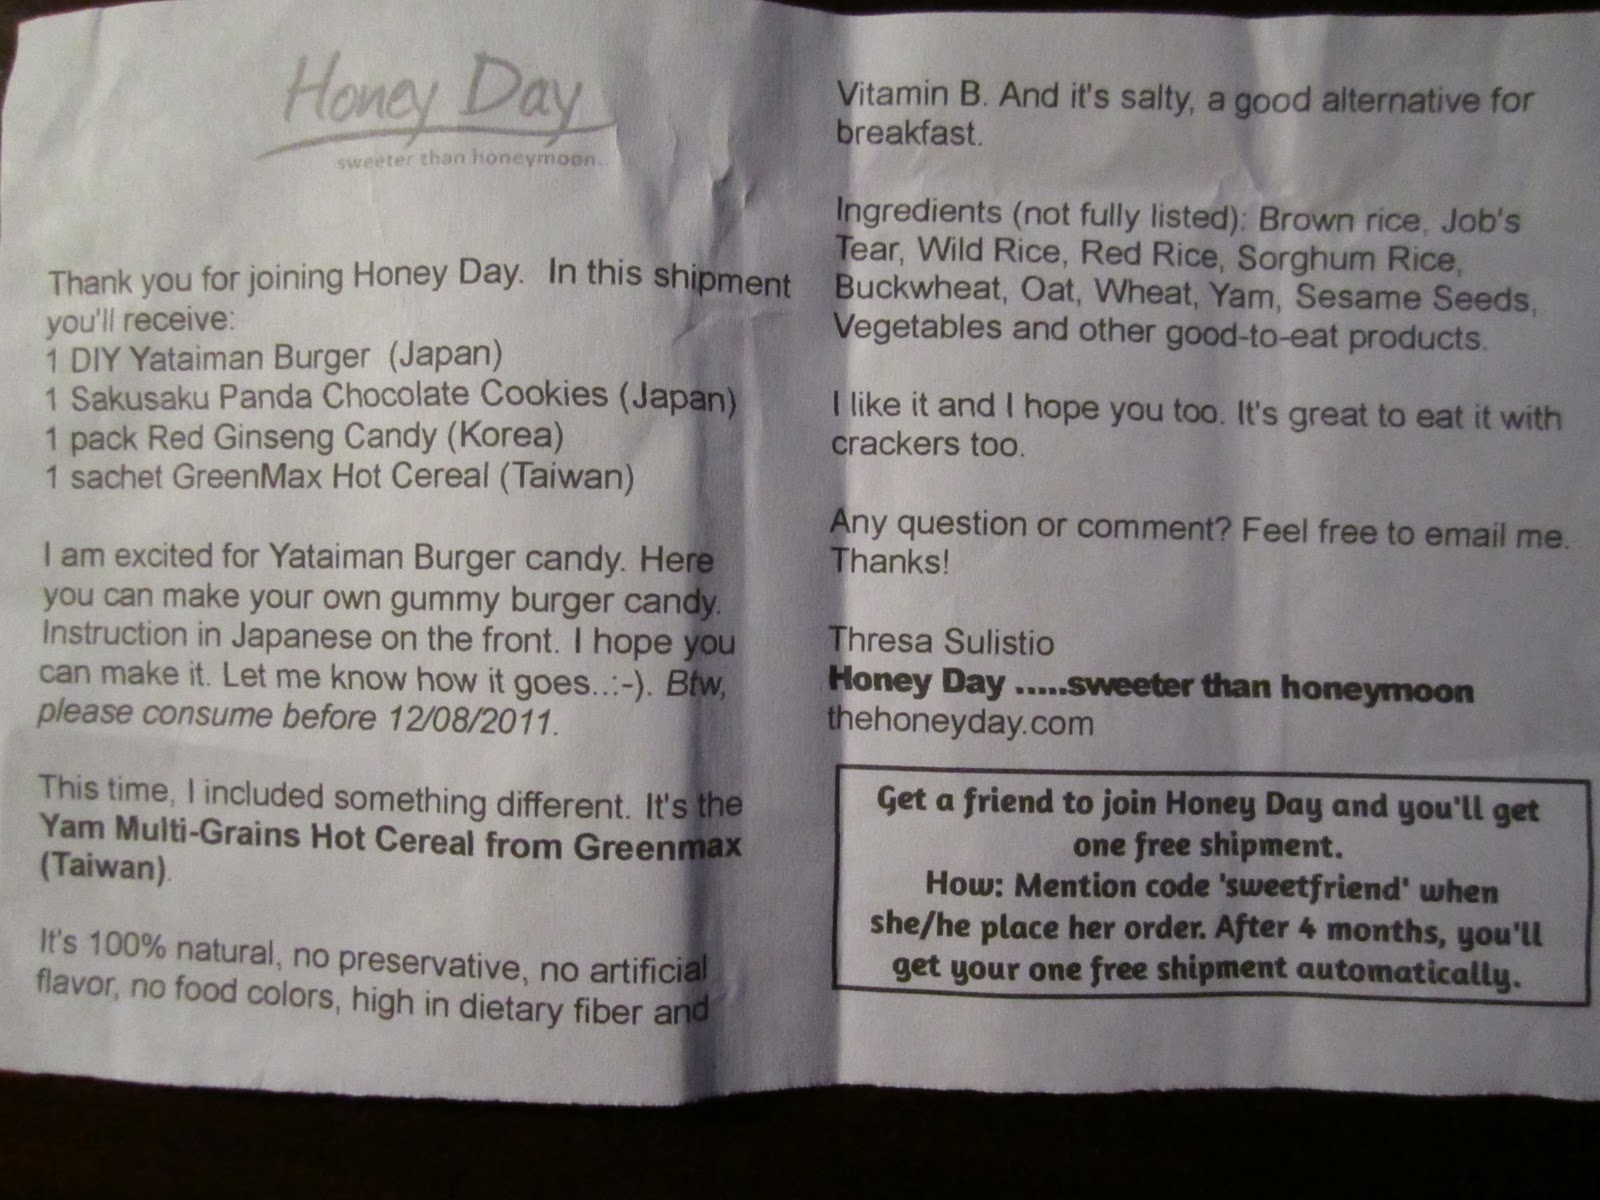 Honey Day
sweeter than honeymoon..
Thank you for joining Honey Day. In this shipment
you'll receive:
1 DIY Yataiman Burger (Japan)
1 Sakusaku Panda Chocolate Cookies (Japan)
1 pack Red Ginseng Candy (Korea)
1 sachet GreenMax Hot Cereal (Taiwan)
I am excited for Yataiman Burger candy. Here
you can make your own gummy burger candy.
Instruction in Japanese on the front. I hope you
can make it. Let me know how it goes..:-). Btw,
please consume before 12/08/2011.
This time, I included something different. It's the
Yam Multi-Grains Hot Cereal from Greenmax
(Taiwan).
It's 100% natural, no preservative, no artificial
flavor, no food colors, high in dietary fiber and
Vitamin B. And it's salty, a good alternative for
breakfast.
Ingredients (not fully listed): Brown rice, Job's
Tear, Wild Rice, Red Rice, Sorghum Rice,
Buckwheat, Oat, Wheat, Yam, Sesame Seeds,
Vegetables and other good-to-eat products.
I like it and I hope you too. It's great to eat it with
crackers too.
Any question or comment? Feel free to email me.
Thanks!
Thresa Sulistio
Honey Day .....sweeter than honeymoon
thehoneyday.com
Get a friend to join Honey Day and you'll get
one free shipment.
How: Mention code 'sweetfriend' when
she/he place her order. After 4 months, you'll
get your one free shipment automatically.